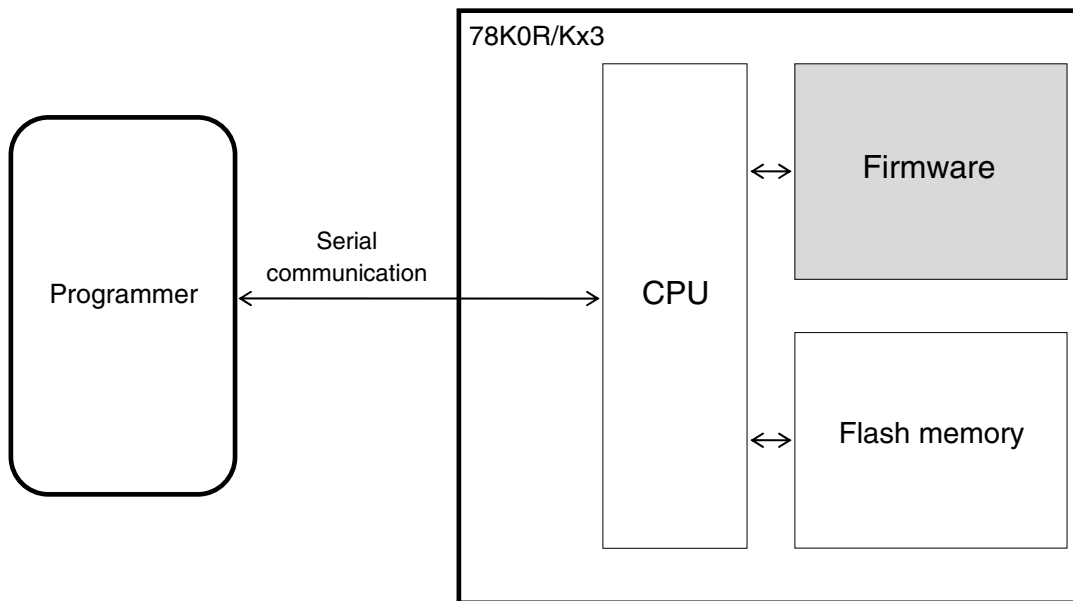 78K0R/Kx3
Firmware
Serial
communication
Programmer
CPU
Flash memory